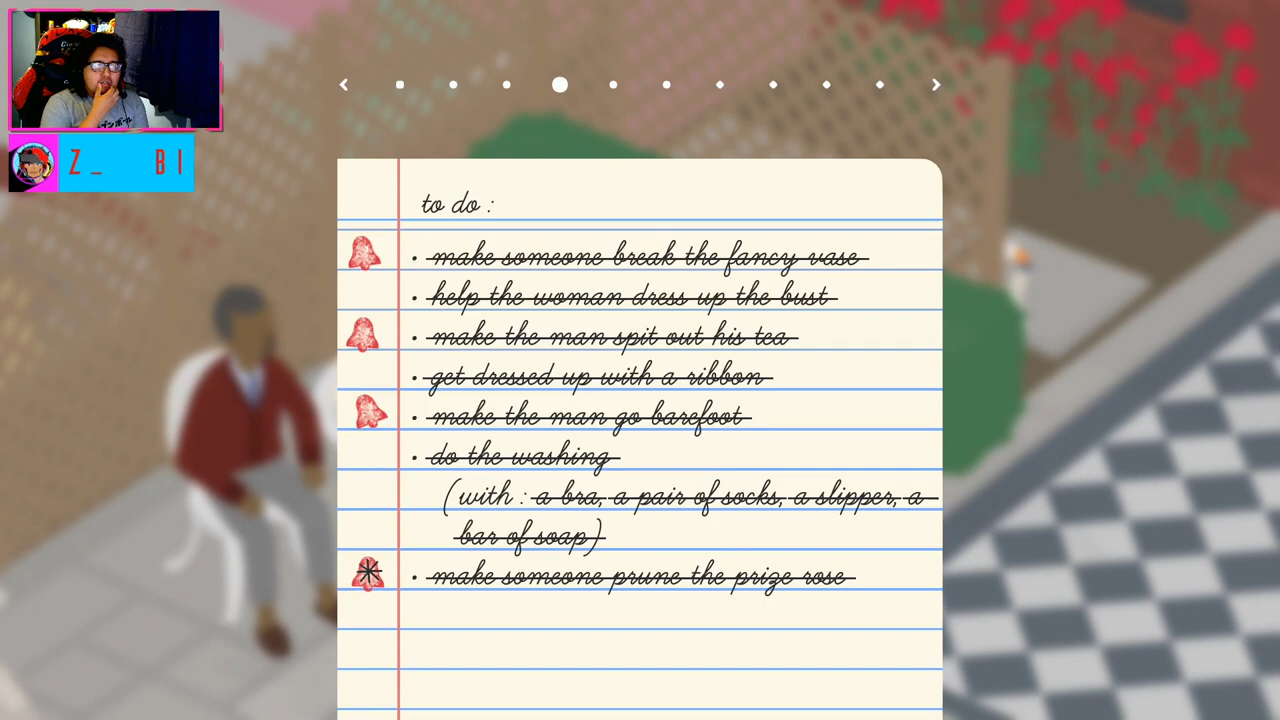 Z_ BI
to do :
• make someone break the fancy vase
• help the woman dress up the bust
• make the man spit out his tea
• get dressed up with a ribbon
• make the man go barefoot
• do the washing
(with : a bra, a pair of socks, a slipper, a
bar of soap)
• make someone prune the prize rose